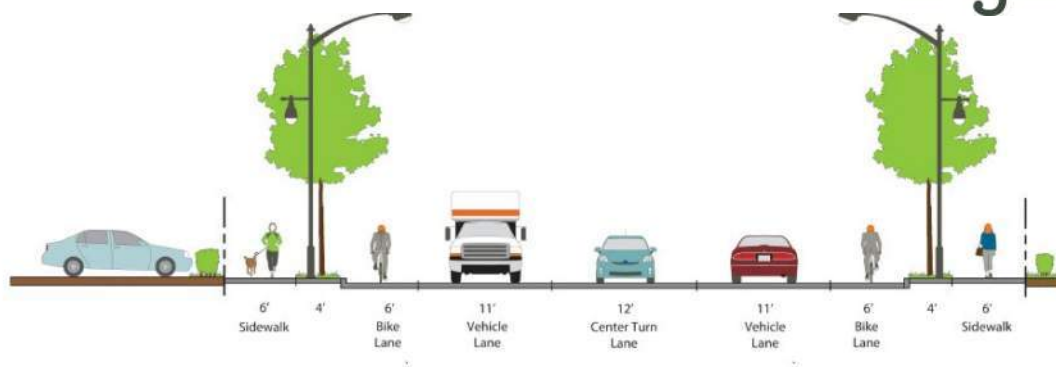 6' 4' 6' 11' 12' 11' 6' 4' 6'
Sidewalk Bike Vehicle Center Turn Vehicle Bike Sidewalk
Lane Lane Lane Lane Lane